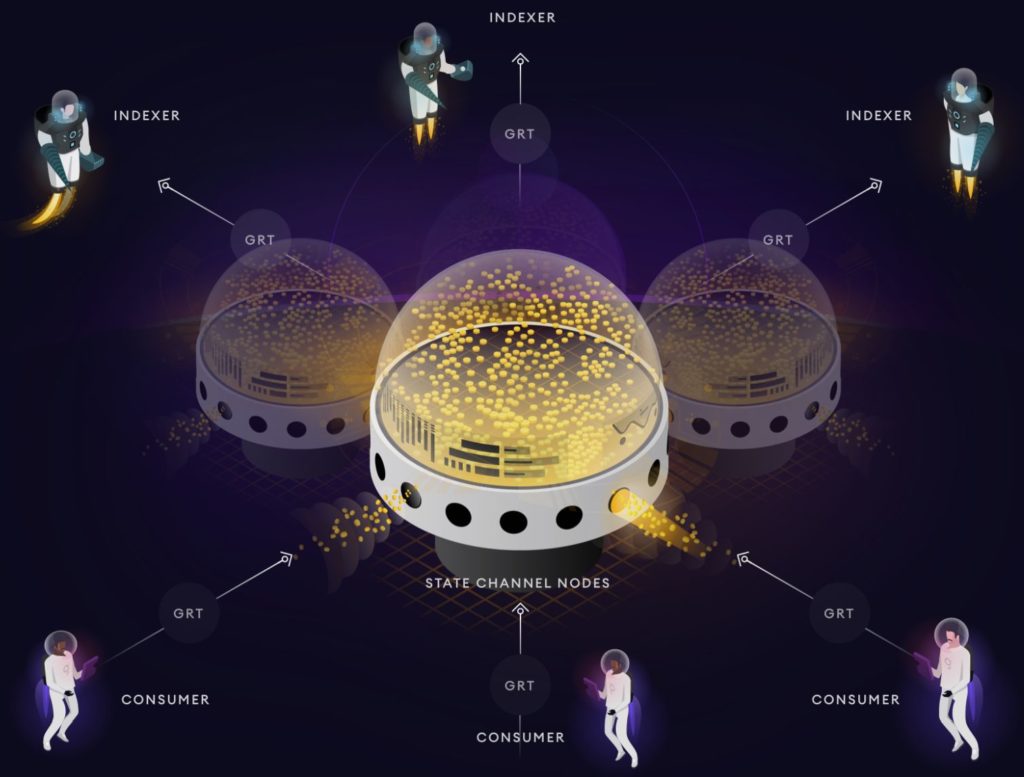 INDEXER
INDEXER
INDEXER
GRT
GRT
GRT
STATE CHANNEL NODES
GRT
GRT
GRT
CONSUMER
CONSUMER
CONSUMER